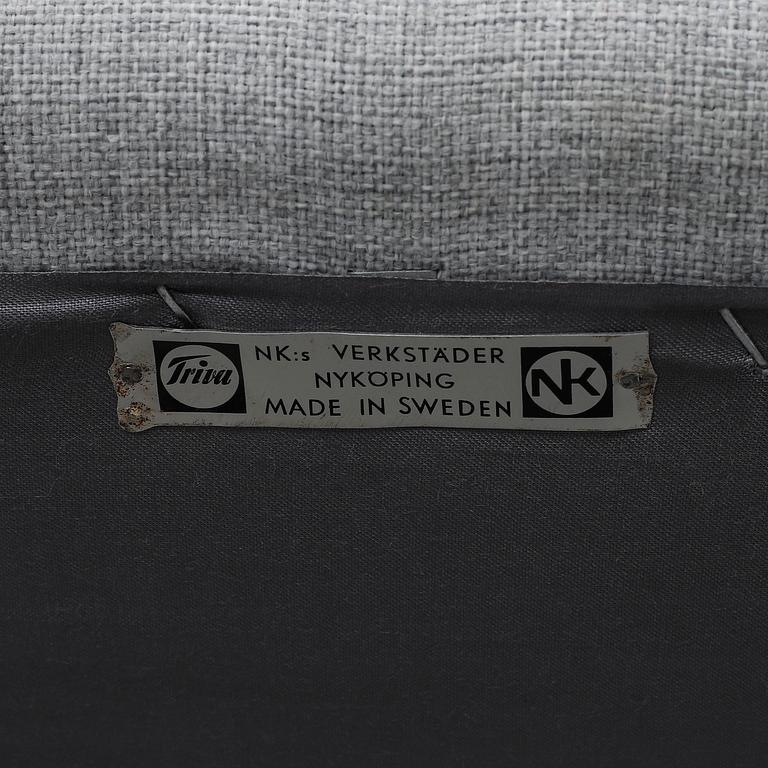 Triva
NK:s VERKSTÄDER
NYKÖPING
MADE IN SWEDEN
NK